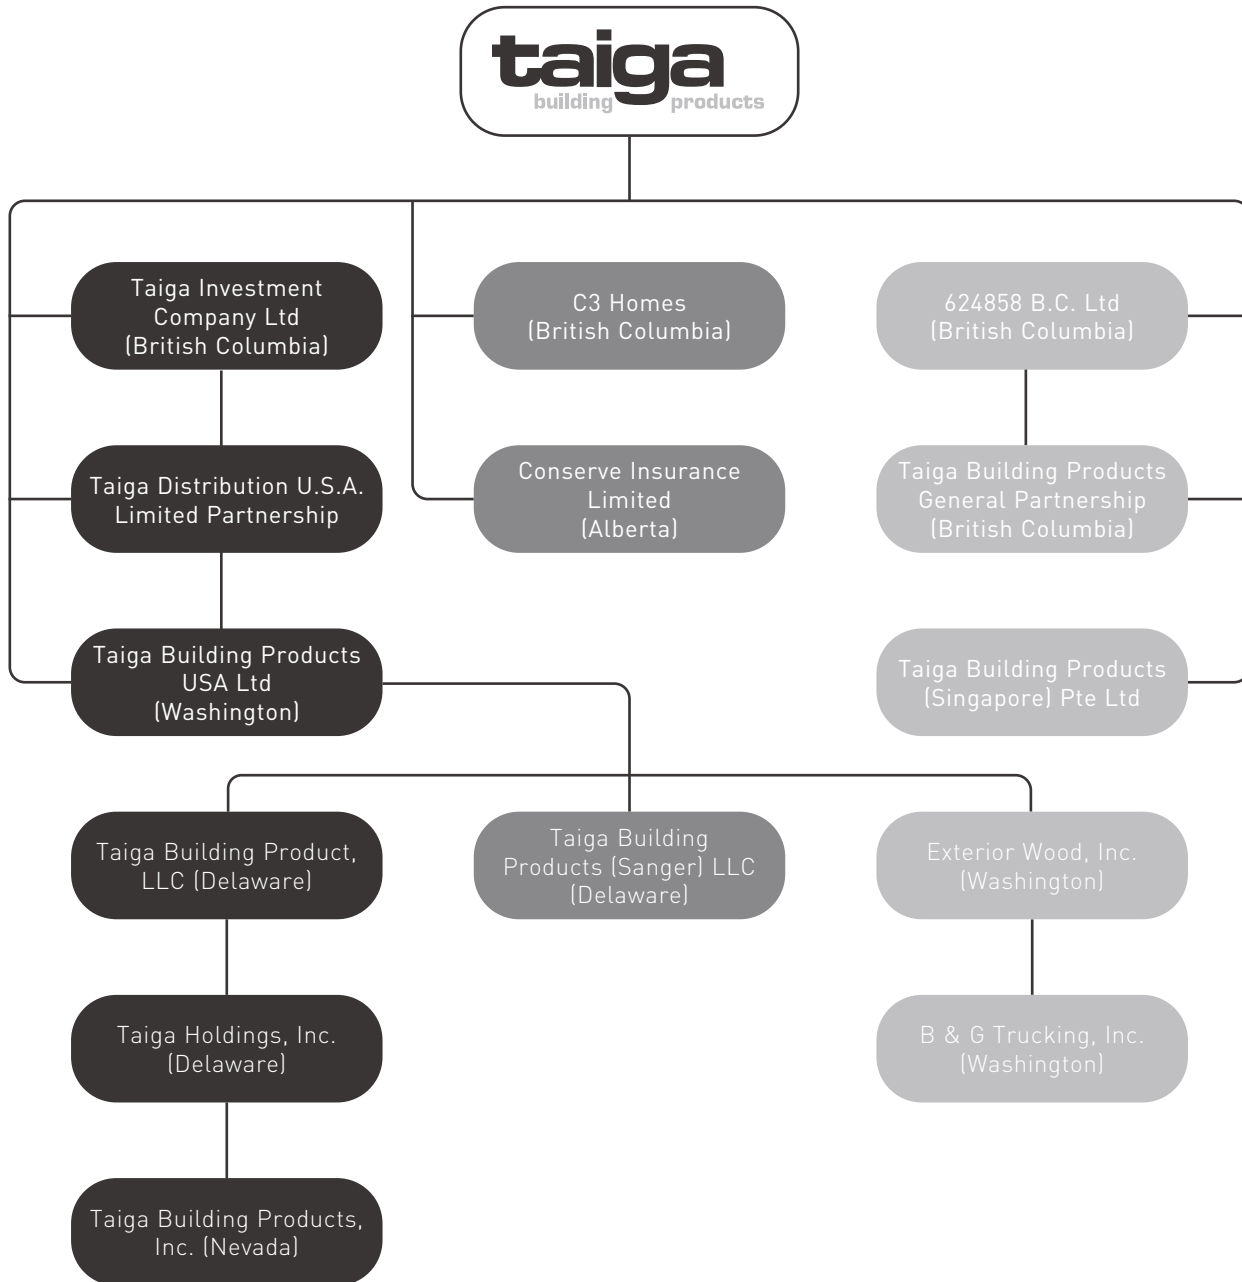 taiga
building products
Taiga Investment
Company Ltd
(British Columbia)
C3 Homes
(British Columbia)
624858 B.C. Ltd
(British Columbia)
Taiga Distribution U.S.A.
Limited Partnership
Conserve Insurance
Limited
(Alberta)
Taiga Building Products
General Partnership
(British Columbia)
Taiga Building Products
USA Ltd
(Washington)
Taiga Building Products
(Singapore) Pte Ltd
Taiga Building Product,
LLC (Delaware)
Taiga Building
Products (Sanger) LLC
(Delaware)
Exterior Wood, Inc.
(Washington)
Taiga Holdings, Inc.
(Delaware)
B & G Trucking, Inc.
(Washington)
Taiga Building Products,
Inc. (Nevada)